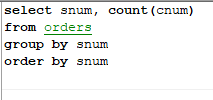 select snum, count(cnum)
from orders
group by snum
order by snum